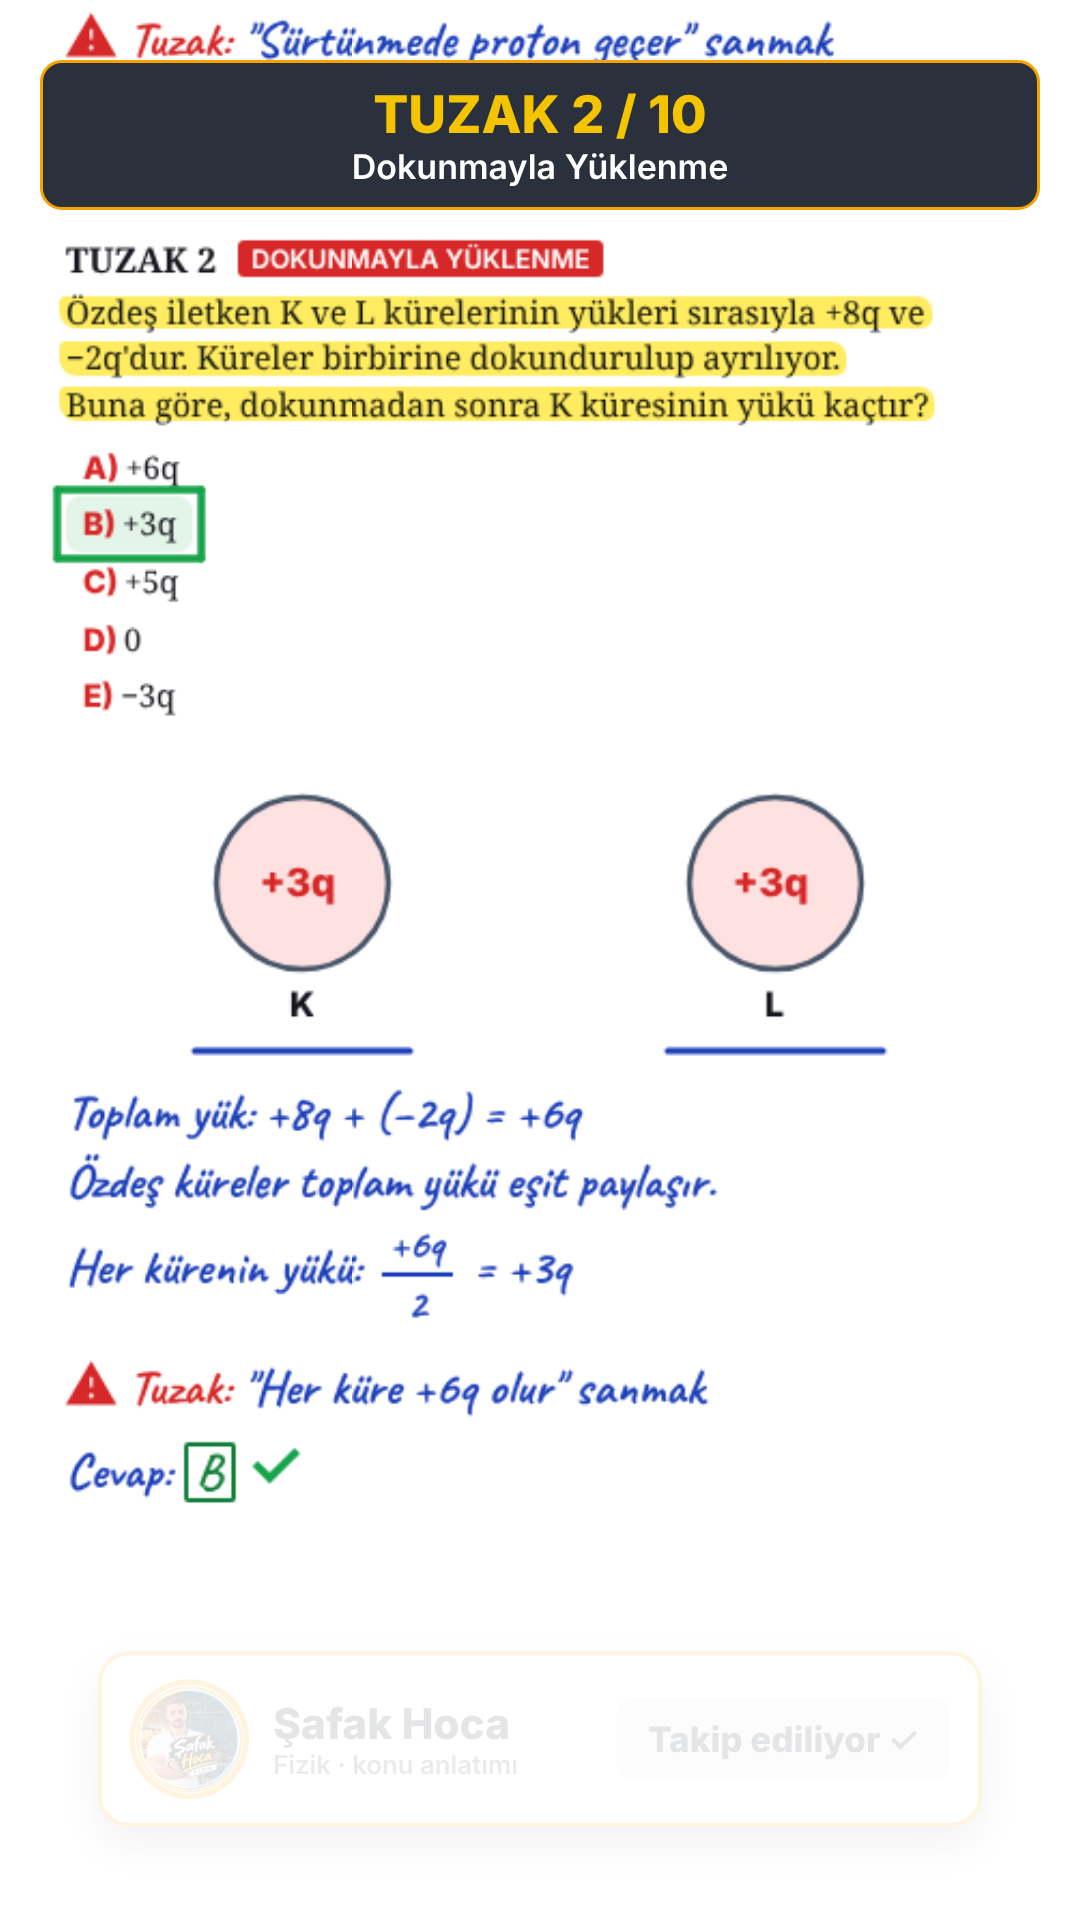 Tuzak: "Sürtünmede proton geçer" sanmak
TUZAK 2 / 10
Dokunmayla Yüklenme
TUZAK 2 DOKUNMAYLA YÜKLENME
Özdeş iletken K ve L kürelerinin yükleri sırasıyla +8q ve
−2q'dur. Küreler birbirine dokundurulup ayrılıyor.
Buna göre, dokunmadan sonra K küresinin yükü kaçtır?
A) +6q
B) +3q
C) +5q
D) 0
E) −3q
+3q +3q
K L
Toplam yük: +8q + (−2q) = +6q
Özdeş küreler toplam yükü eşit paylaşır.
Her kürenin yükü: +6q/2 = +3q
Tuzak: "Her küre +6q olur" sanmak
Cevap: B ✓
Şafak Hoca
Fizik · konu anlatımı
Takip ediliyor ✓
Şafak Hoca